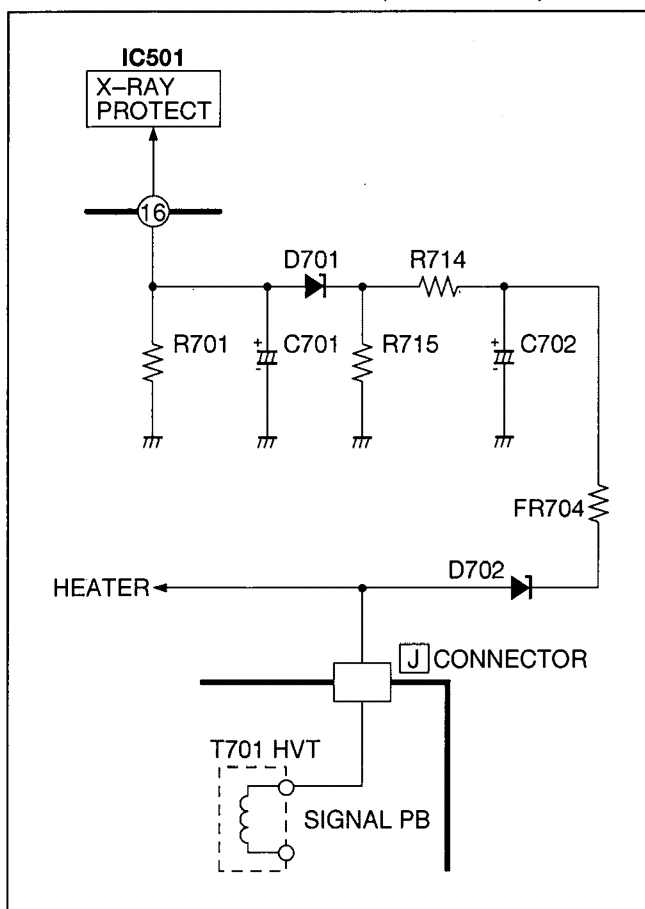 IC501
X–RAY
PROTECT
16
D701
R714
R701
+
-
C701
R715
+
-
C702
FR704
D702
HEATER
J CONNECTOR
T701 HVT
SIGNAL PB